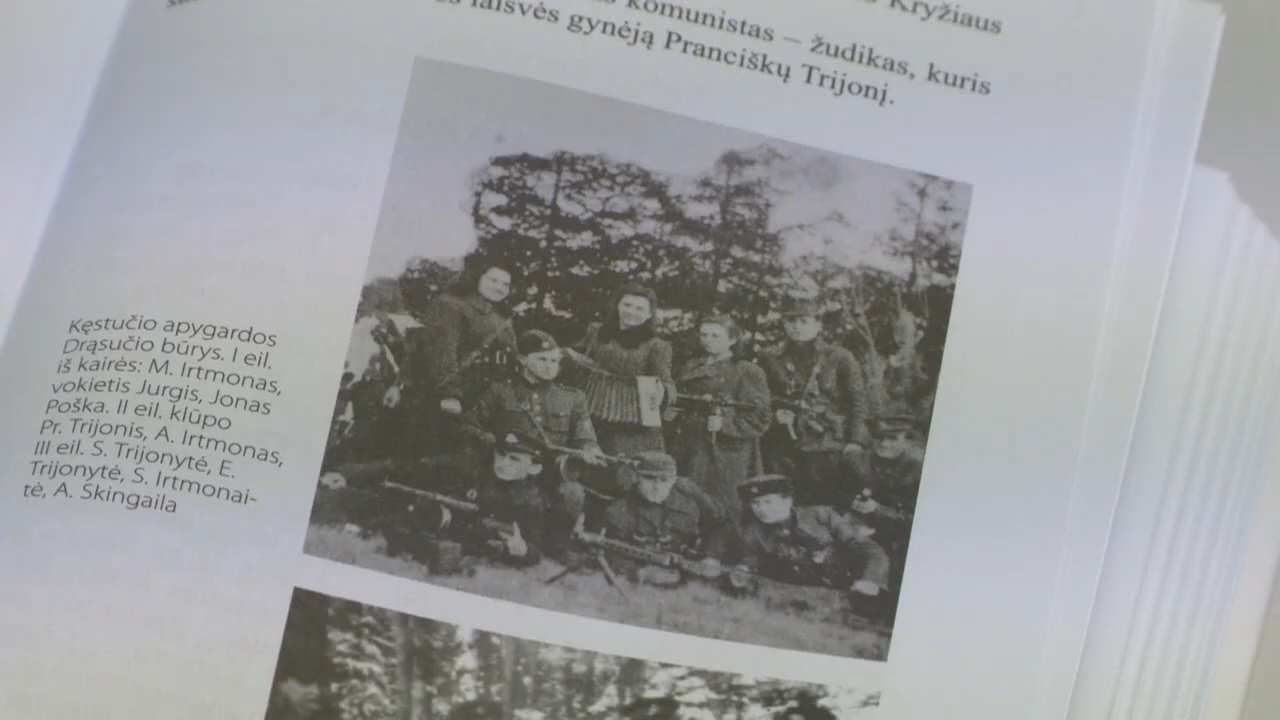 Kryžiaus
komunistas – žudikas, kuris
laisvės gynėją Pranciškų Trijonį.
Kęstučio apygardos
Drąsučio būrys. I eil.
iš kairės: M. Irtmonas,
vokietis Jurgis, Jonas
Poška. II eil. klūpo
Pr. Trijonis, A. Irtmonas,
III eil. S. Trijonytė, E.
Trijonytė, S. Irtmonai-
tė, A. Skingaila